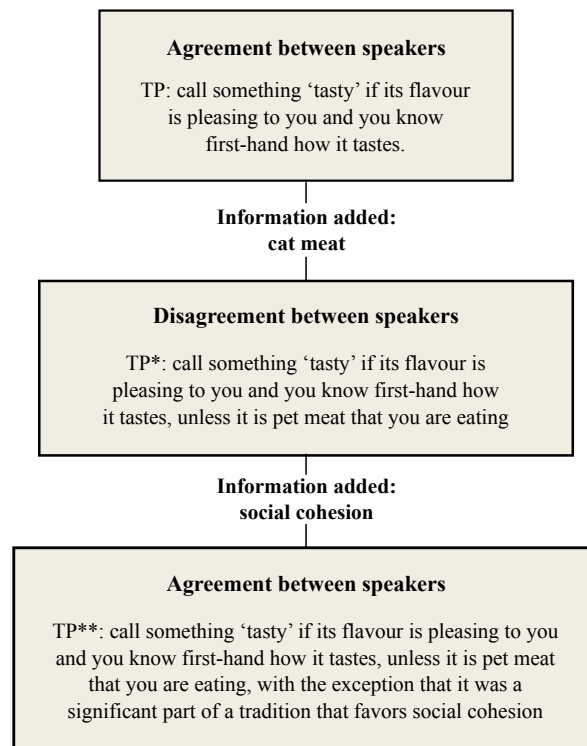 Agreement between speakers
TP: call something ‘tasty’ if its flavour
is pleasing to you and you know
first-hand how it tastes.
Information added:
cat meat
Disagreement between speakers
TP*: call something ‘tasty’ if its flavour is
pleasing to you and you know first-hand how
it tastes, unless it is pet meat that you are eating
Information added:
social cohesion
Agreement between speakers
TP**: call something ‘tasty’ if its flavour is pleasing to you
and you know first-hand how it tastes, unless it is pet meat
that you are eating, with the exception that it was a
significant part of a tradition that favors social cohesion